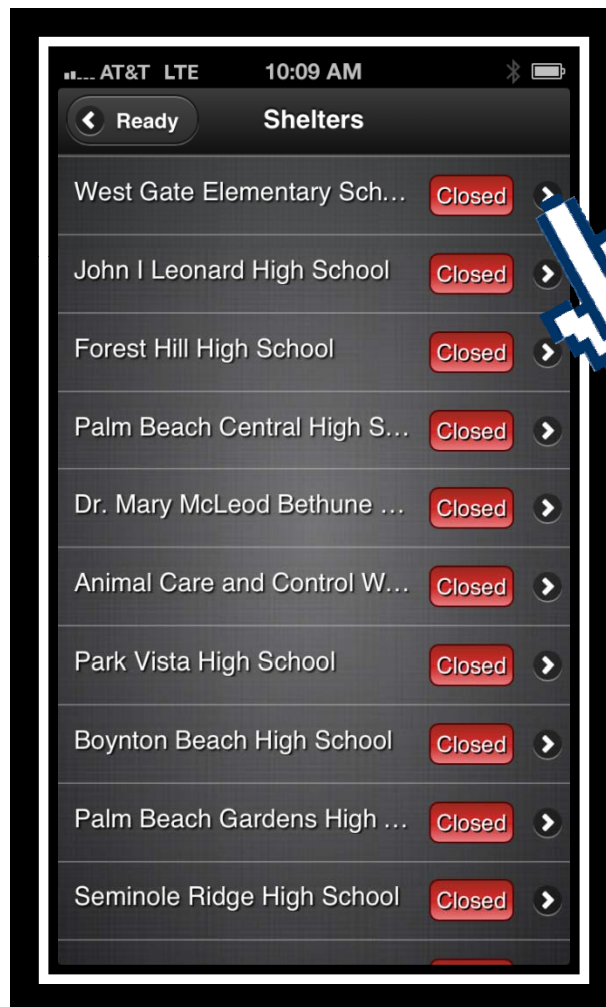 AT&T LTE 10:09 AM
Ready Shelters
West Gate Elementary Sch... Closed
John I Leonard High School Closed
Forest Hill High School Closed
Palm Beach Central High S... Closed
Dr. Mary McLeod Bethune ... Closed
Animal Care and Control W... Closed
Park Vista High School Closed
Boynton Beach High School Closed
Palm Beach Gardens High ... Closed
Seminole Ridge High School Closed